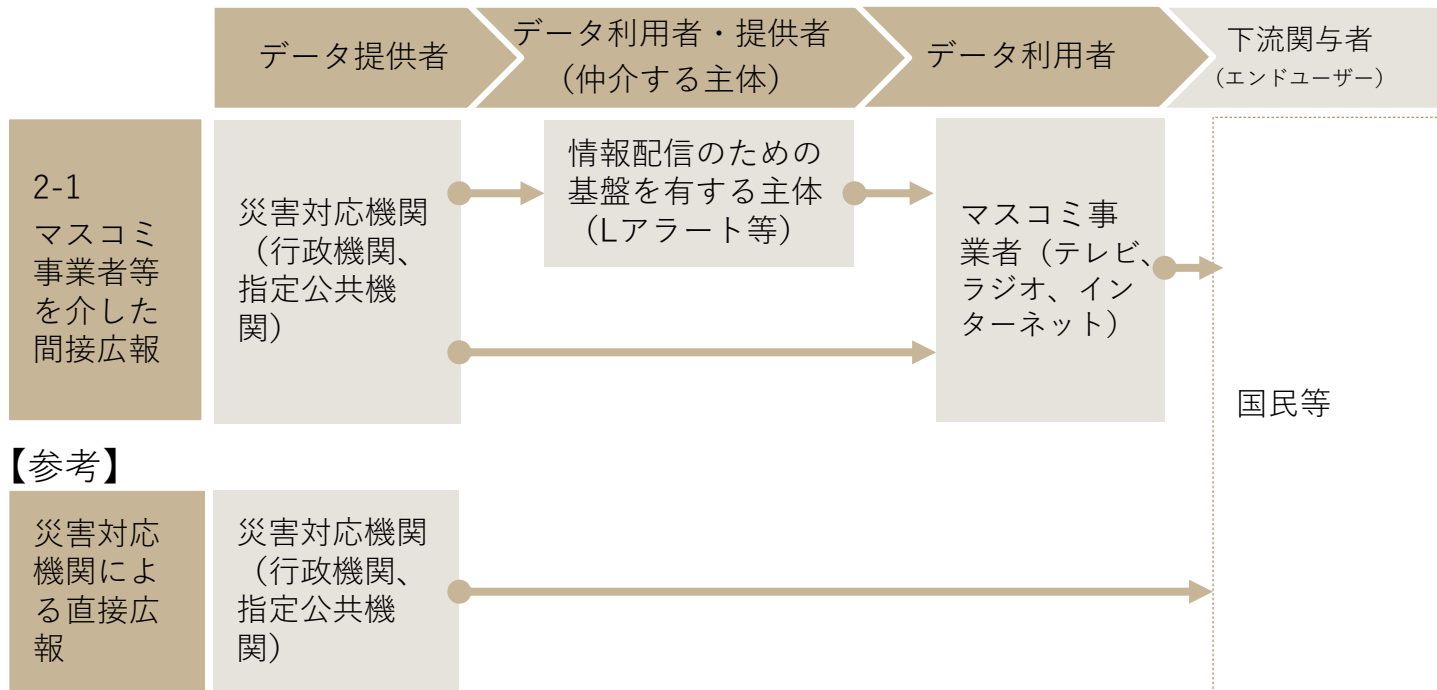 データ提供者
データ利用者・提供者
（仲介する主体）
データ利用者
下流関与者
（エンドユーザー）
2-1
マスコミ
事業者等
を介した
間接広報
災害対応機関
（行政機関、
指定公共機
関）
情報配信のための
基盤を有する主体
（Lアラート等）
マスコミ事
業者（テレビ、
ラジオ、イン
ターネット）
国民等
【参考】
災害対応
機関によ
る直接広
報
災害対応機関
（行政機関、
指定公共機
関）